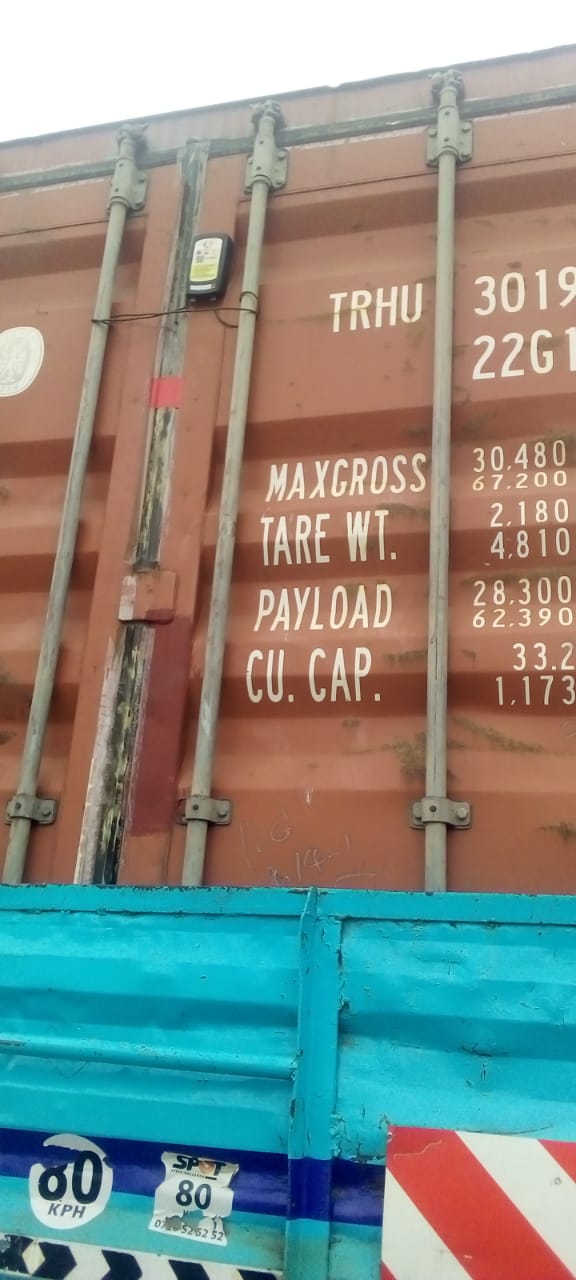 TRHU 3019
22G1
MAXGROSS 30.480
67.200
TARE WT. 2,180
4,810
PAYLOAD 28.300
62.390
CU. CAP. 33.2
1,173
80
KPH
SPOT
80